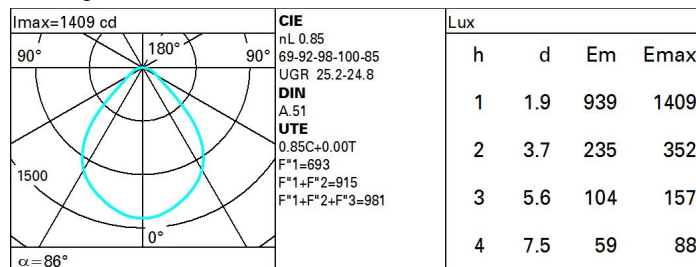 Imax=1409 cd
90° 180° 90°
1500
0°
α=86°
CIE
nL 0.85
69-92-98-100-85
UGR 25.2-24.8
DIN
A.51
UTE
0.85C+0.00T
F"1=693
F"1+F"2=915
F"1+F"2+F"3=981
Lux
h d Em Emax
1 1.9 939 1409
2 3.7 235 352
3 5.6 104 157
4 7.5 59 88